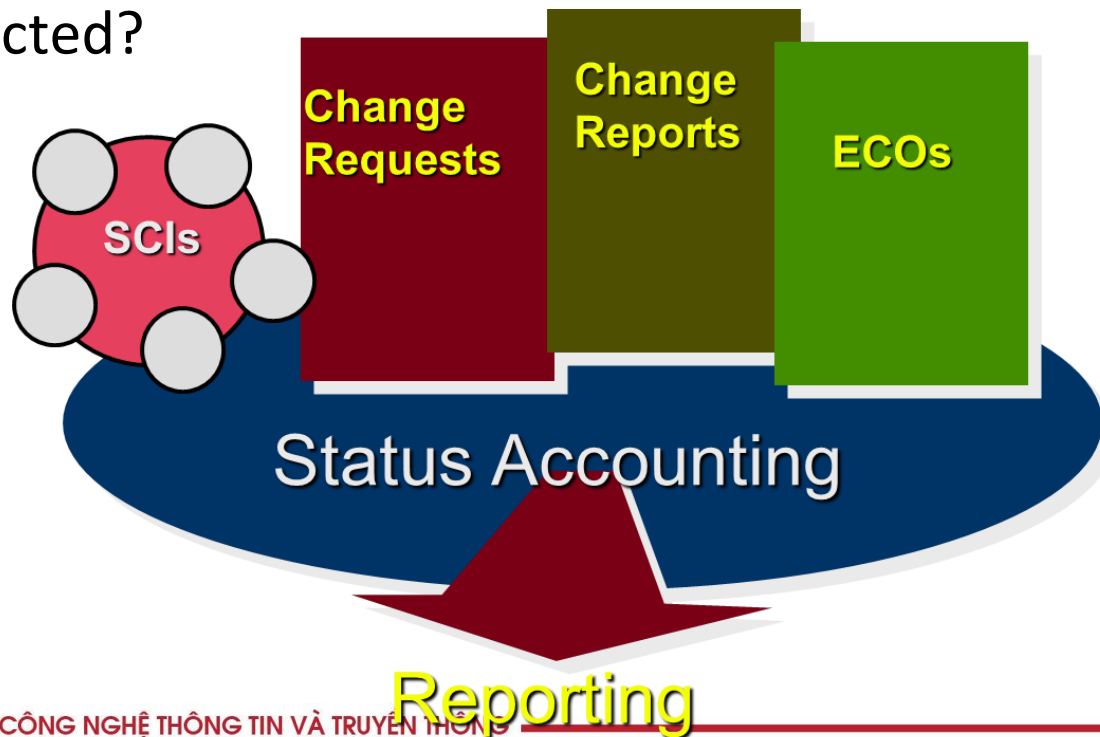 cted?
Change
Requests
Change
Reports
ECOs
SCIs
Status Accounting
Reporting
CÔNG NGHỆ THÔNG TIN VÀ TRUYỀN THÔNG